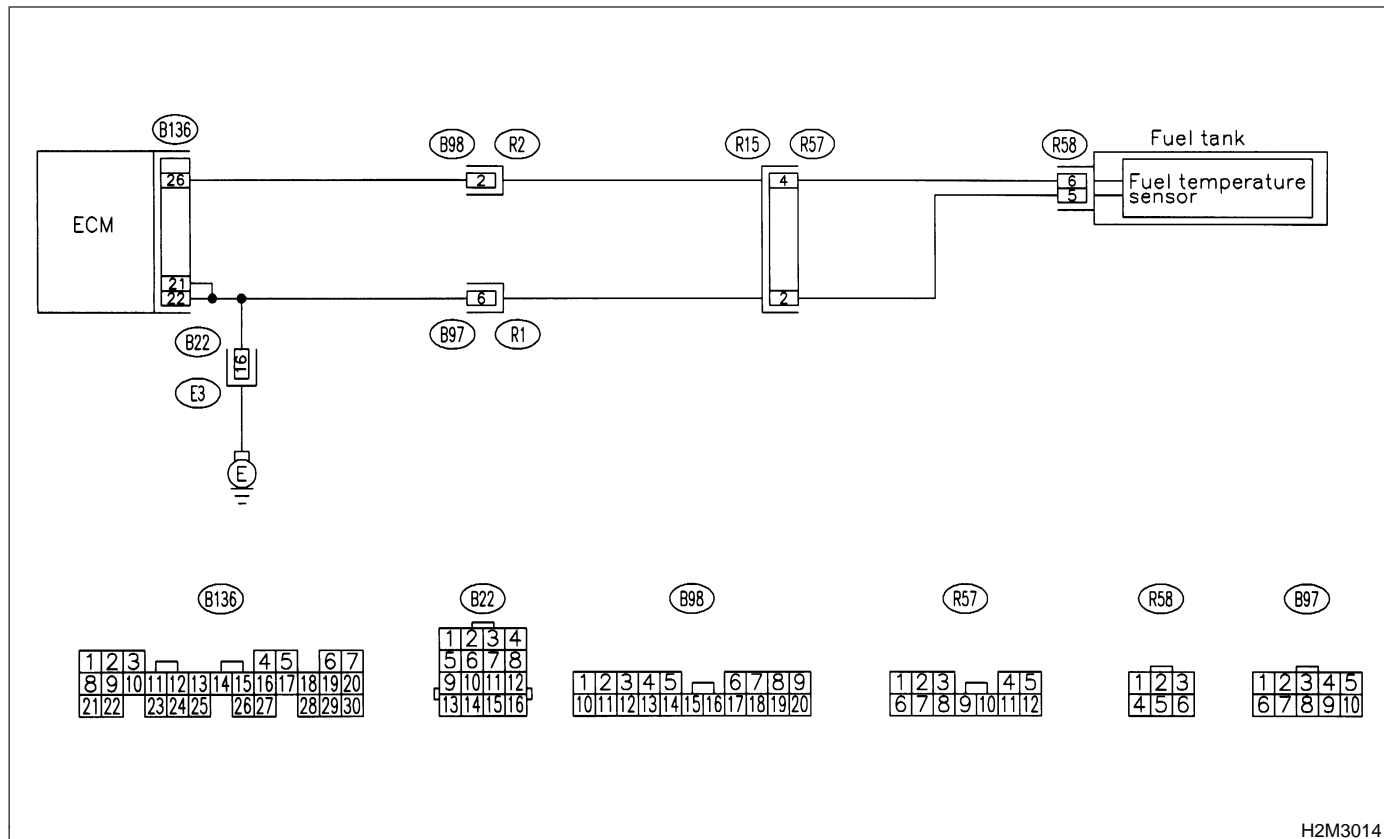 B136
B98 R2
R15 R57
R58
Fuel tank
26
2
4
6
5
Fuel temperature
sensor
ECM
21
22
6
2
B22
B97 R1
16
E3
E
B136
B22
B98
R57
R58
B97
1 2 3 4 5 6 7
8 9 10 11 12 13 14 15 16 17 18 19 20
21 22 23 24 25 26 27 28 29 30
1 2 3 4
5 6 7 8
9 10 11 12
13 14 15 16
1 2 3 4 5 6 7 8 9
10 11 12 13 14 15 16 17 18 19 20
1 2 3 4 5
6 7 8 9 10 11 12
1 2 3
4 5 6
1 2 3 4 5
6 7 8 9 10
H2M3014